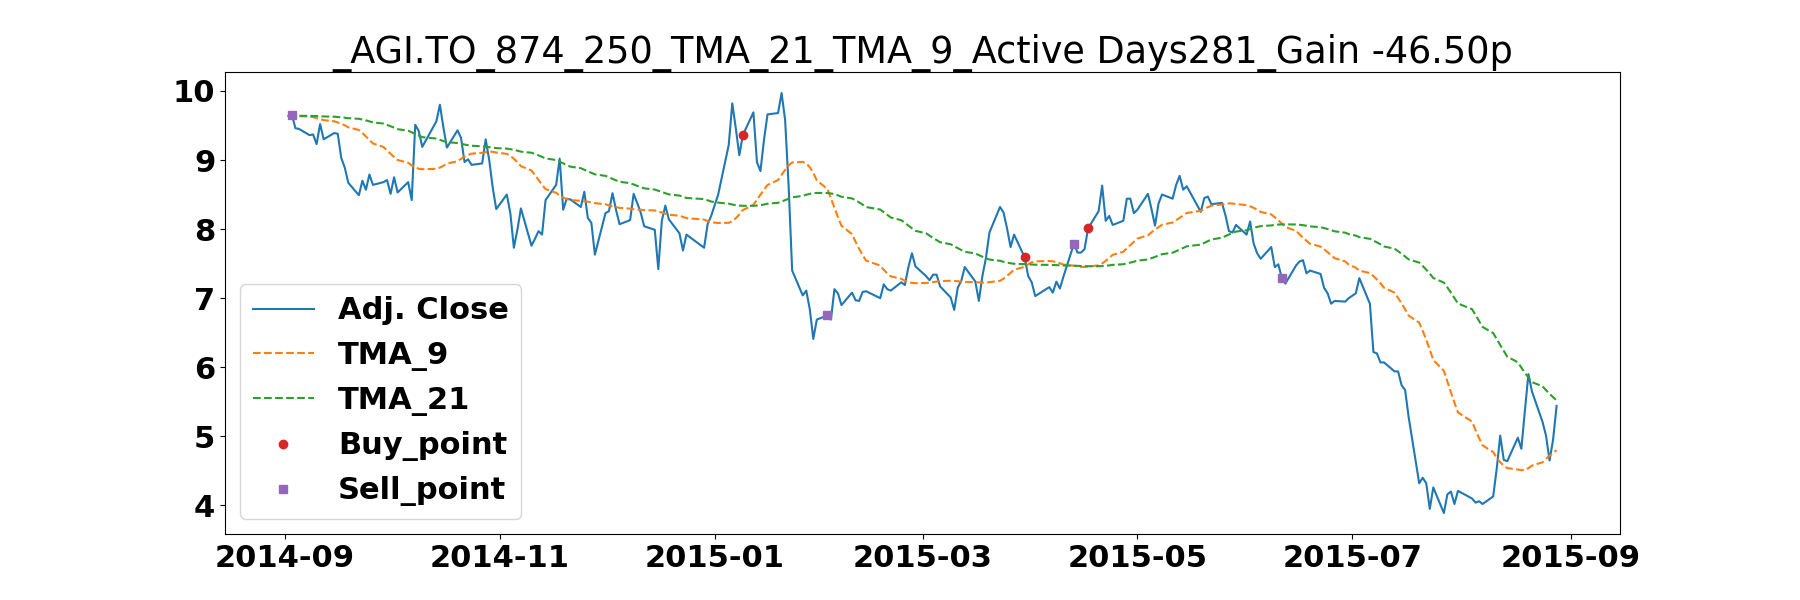 _AGI.TO_874_250_TMA_21_TMA_9_Active Days281_Gain -46.50p
10
9
8
7
6
5
4
Adj. Close
TMA_9
TMA_21
Buy_point
Sell_point
2014-09 2014-11 2015-01 2015-03 2015-05 2015-07 2015-09